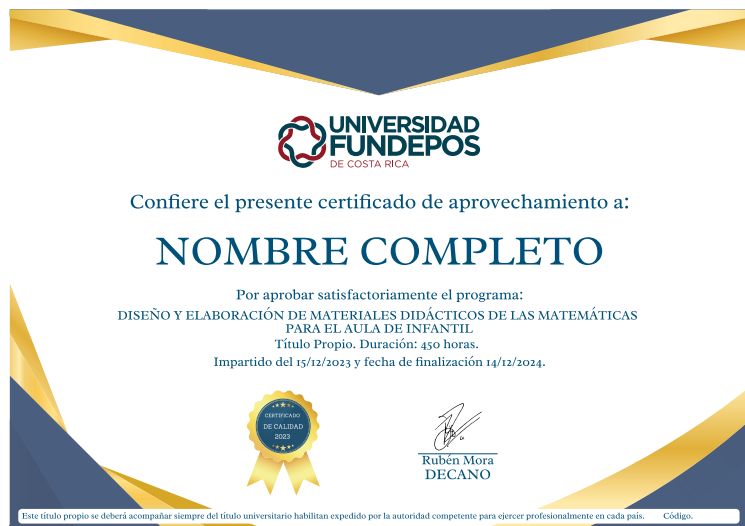 UNIVERSIDAD
FUNDEPOS
DE COSTA RICA
Confiere el presente certificado de aprovechamiento a:
NOMBRE COMPLETO
Por aprobar satisfactoriamente el programa:
DISEÑO Y ELABORACIÓN DE MATERIALES DIDÁCTICOS DE LAS MATEMÁTICAS
PARA EL AULA DE INFANTIL
Título Propio. Duración: 450 horas.
Impartido del 15/12/2023 y fecha de finalización 14/12/2024.
CERTIFICADO
DE CALIDAD
2023
Rubén Mora
DECANO
Este título propio se deberá acompañar siempre del título universitario habilitan expedido por la autoridad competente para ejercer profesionalmente en cada país. Código.